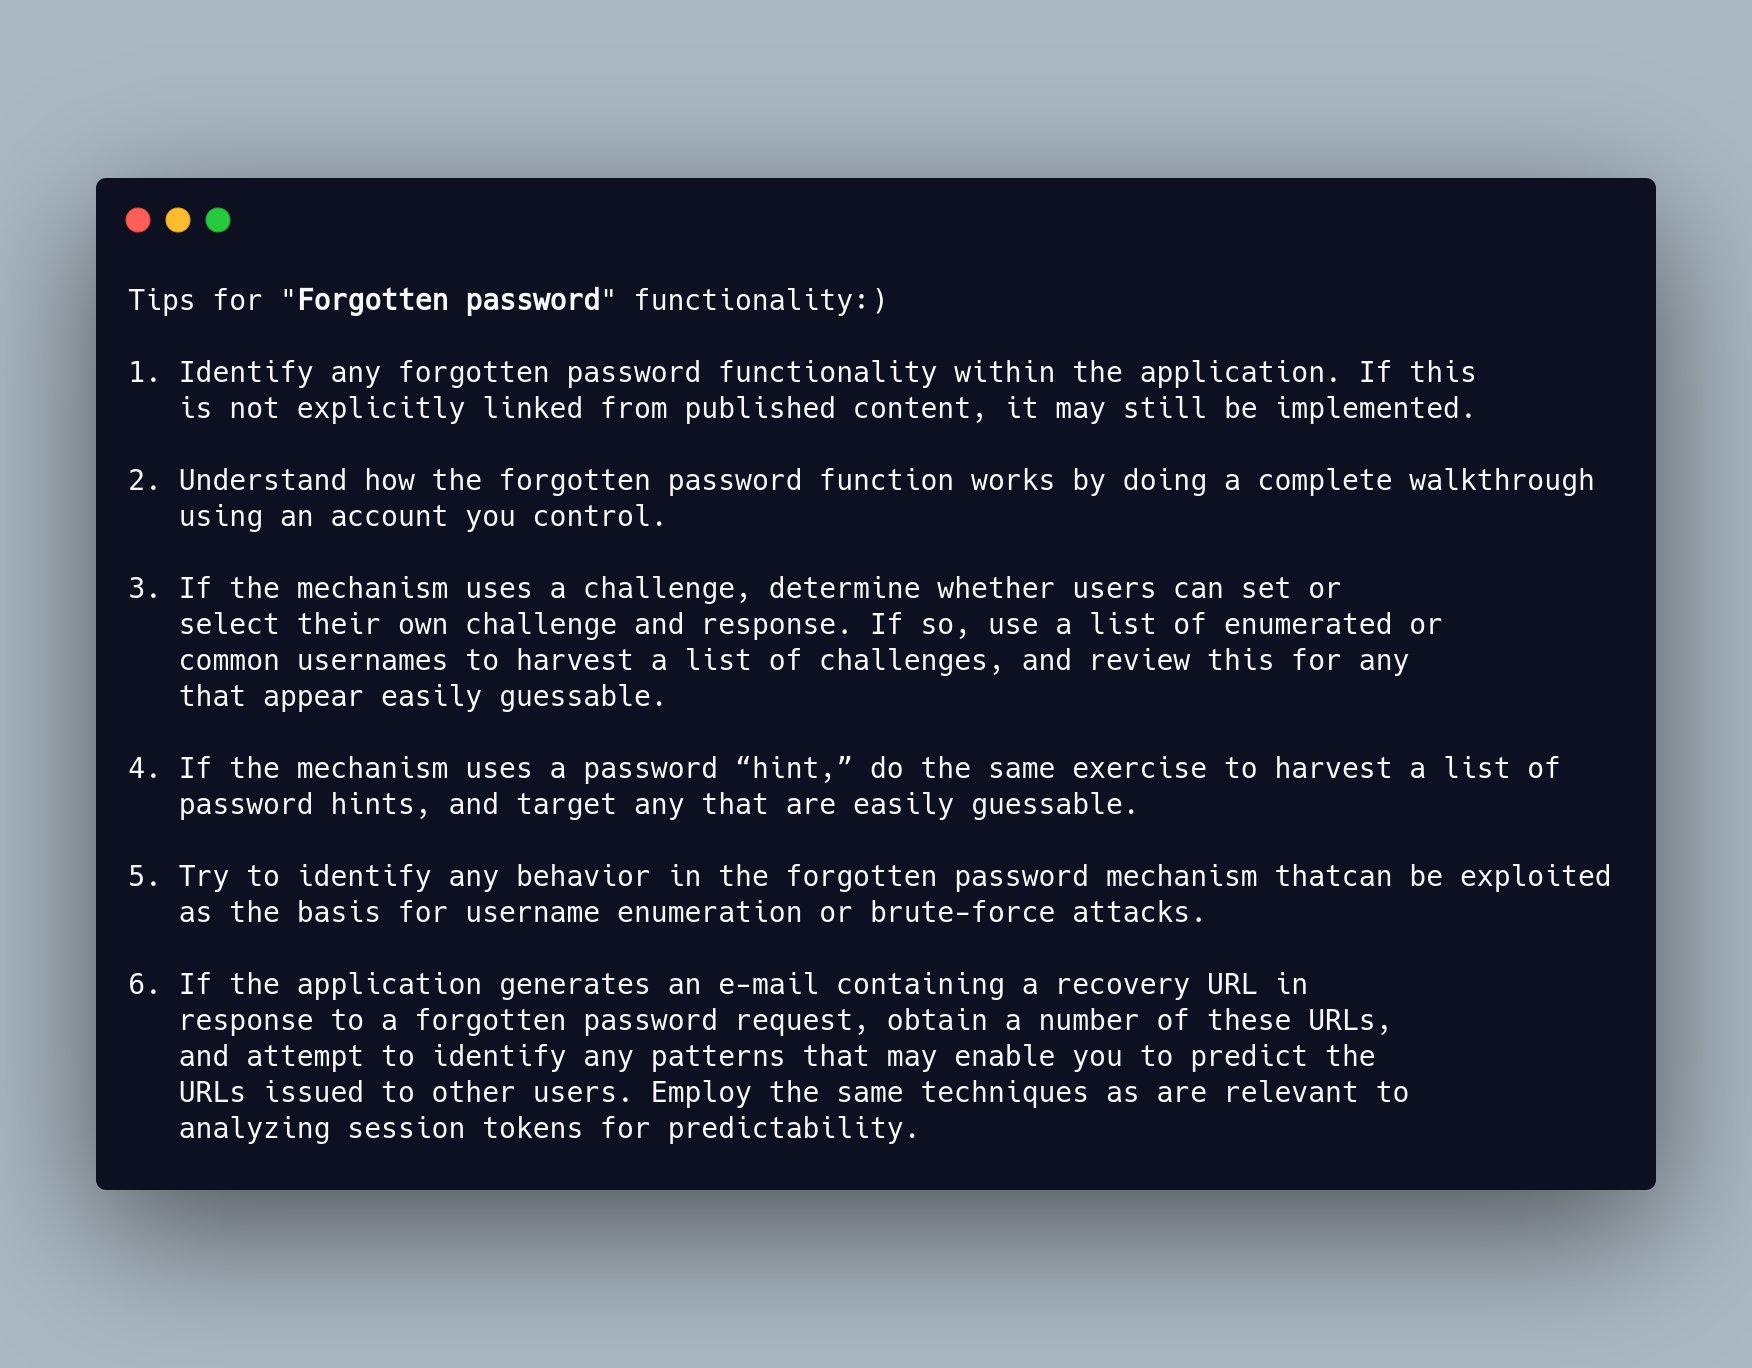 Tips for "Forgotten password" functionality:)
1. Identify any forgotten password functionality within the application. If this
is not explicitly linked from published content, it may still be implemented.
2. Understand how the forgotten password function works by doing a complete walkthrough
using an account you control.
3. If the mechanism uses a challenge, determine whether users can set or
select their own challenge and response. If so, use a list of enumerated or
common usernames to harvest a list of challenges, and review this for any
that appear easily guessable.
4. If the mechanism uses a password “hint,” do the same exercise to harvest a list of
password hints, and target any that are easily guessable.
5. Try to identify any behavior in the forgotten password mechanism thatcan be exploited
as the basis for username enumeration or brute-force attacks.
6. If the application generates an e-mail containing a recovery URL in
response to a forgotten password request, obtain a number of these URLs,
and attempt to identify any patterns that may enable you to predict the
URLs issued to other users. Employ the same techniques as are relevant to
analyzing session tokens for predictability.